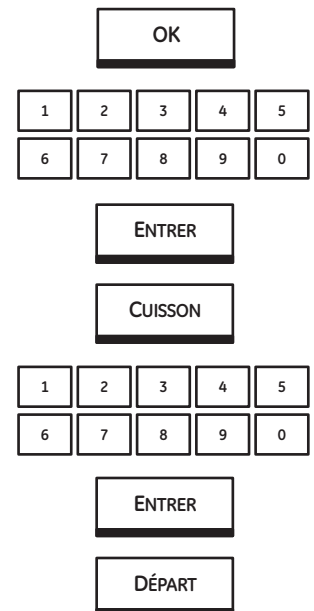 OK
1 2 3 4 5
6 7 8 9 0
ENTRER
CUISSON
1 2 3 4 5
6 7 8 9 0
ENTRER
DÉPART